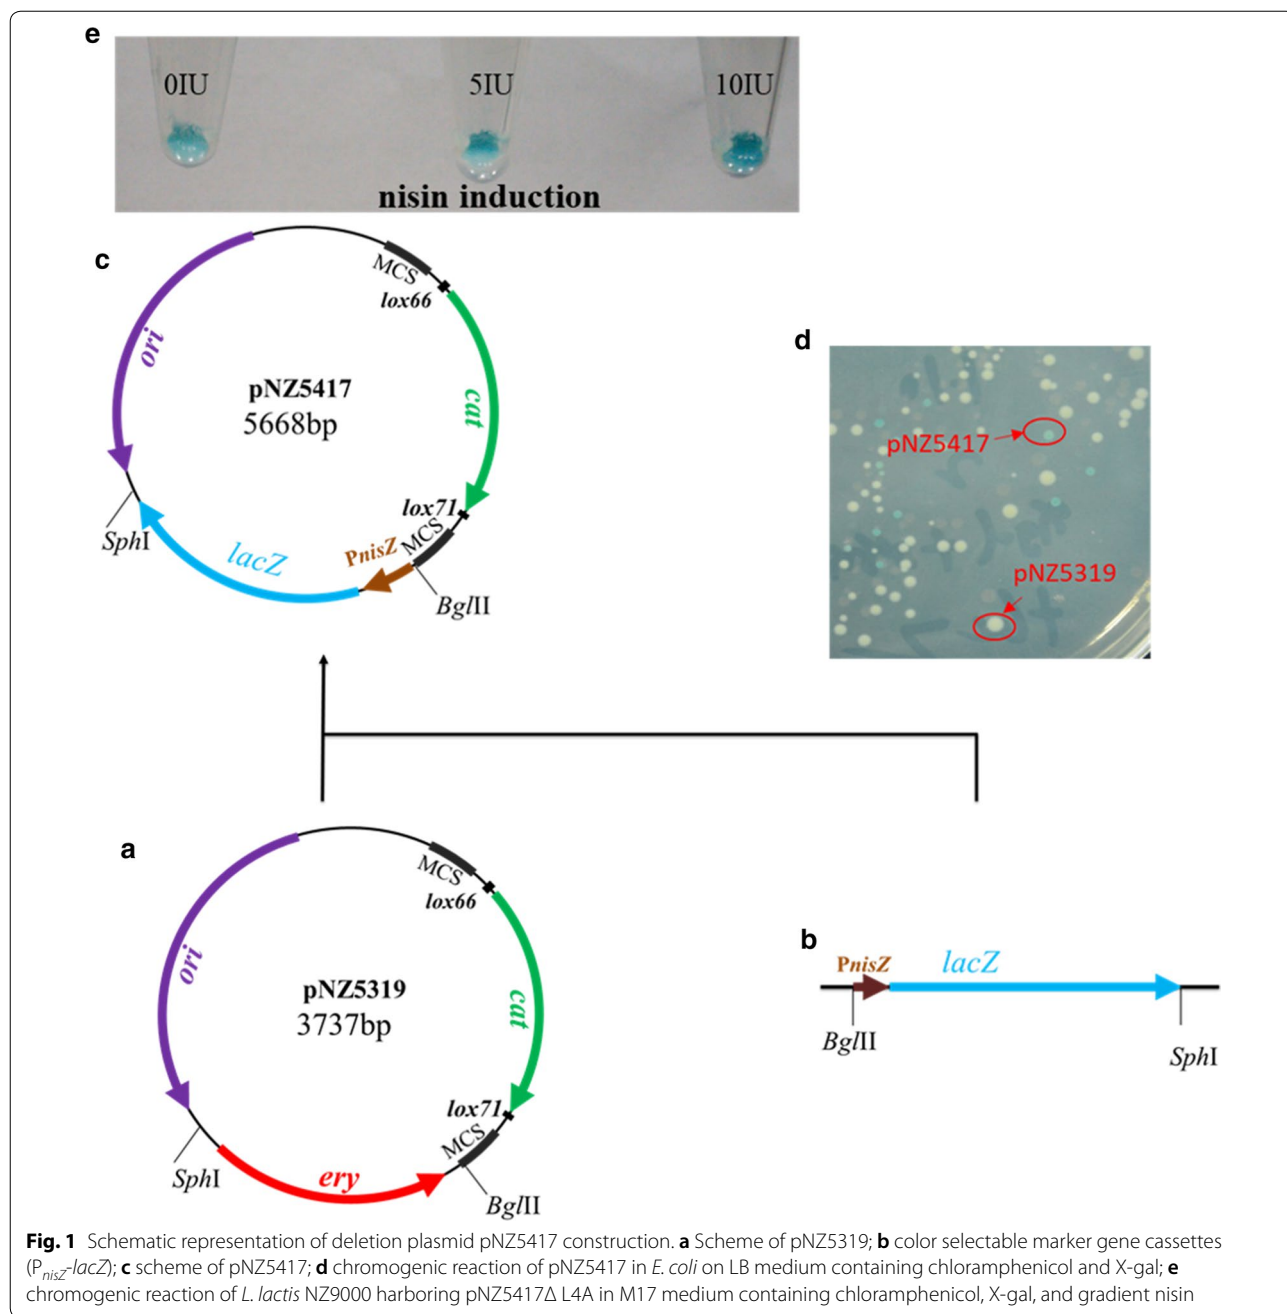 e
0IU
5IU
10IU
nisin induction
c
MCS
lox66
ori
pNZ5417
5668bp
cat
lox71
MCS
PnisZ
SphI
lacZ
BglII
d
pNZ5417
pNZ5319
a
MCS
lox66
ori
pNZ5319
3737bp
cat
lox71
MCS
SphI
ery
BglII
b
PnisZ
lacZ
BglII
SphI
Fig. 1 Schematic representation of deletion plasmid pNZ5417 construction. a Scheme of pNZ5319; b color selectable marker gene cassettes
(PnisZ-lacZ); c scheme of pNZ5417; d chromogenic reaction of pNZ5417 in E. coli on LB medium containing chloramphenicol and X-gal; e
chromogenic reaction of L. lactis NZ9000 harboring pNZ5417Δ L4A in M17 medium containing chloramphenicol, X-gal, and gradient nisin